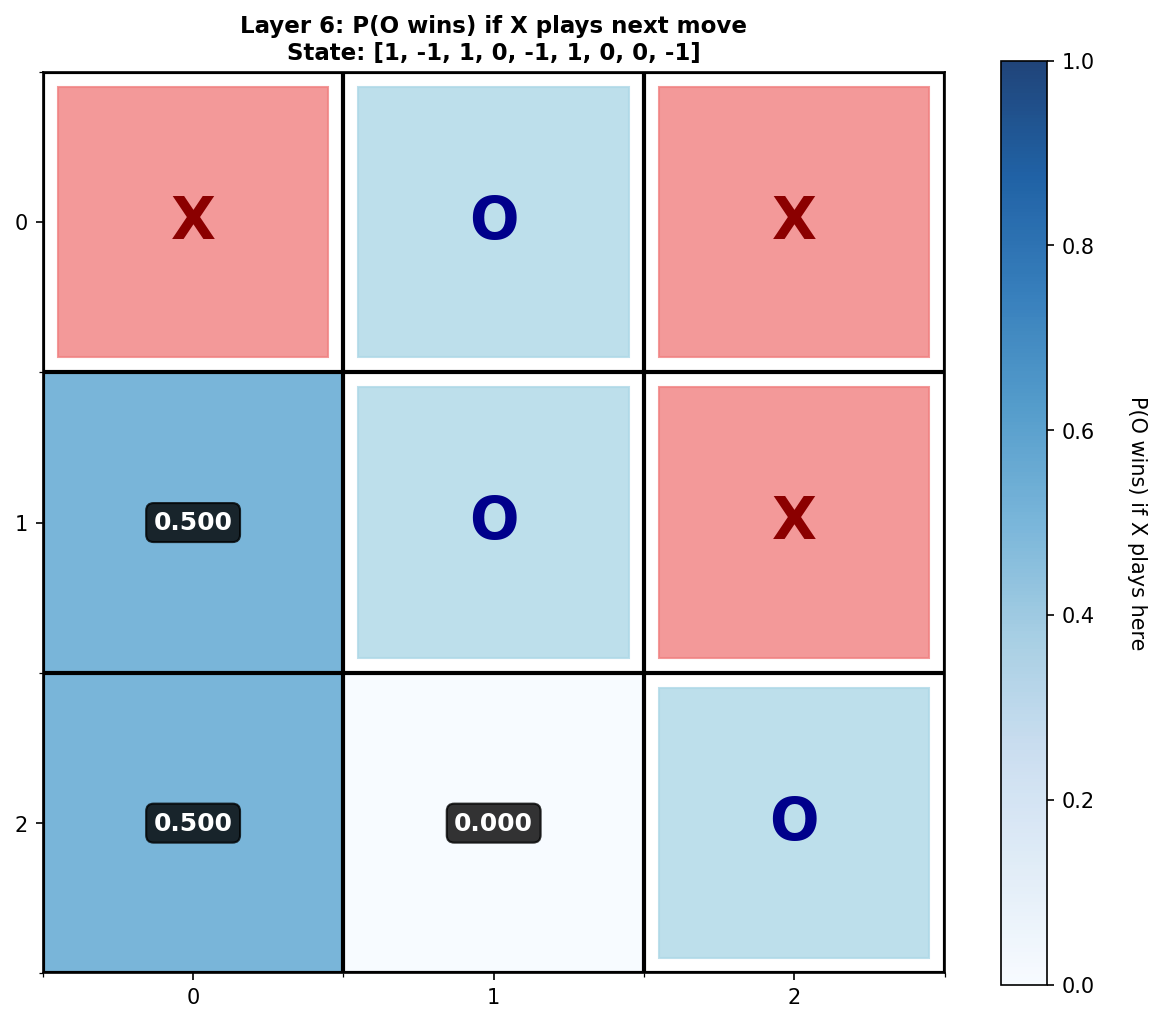 Layer 6: P(O wins) if X plays next move
State: [1, -1, 1, 0, -1, 1, 0, 0, -1]
X
O
X
0
0.500
O
X
1
0.500
0.000
O
2
0
1
2
1.0
0.8
0.6
0.4
0.2
0.0
P(O wins) if X plays here